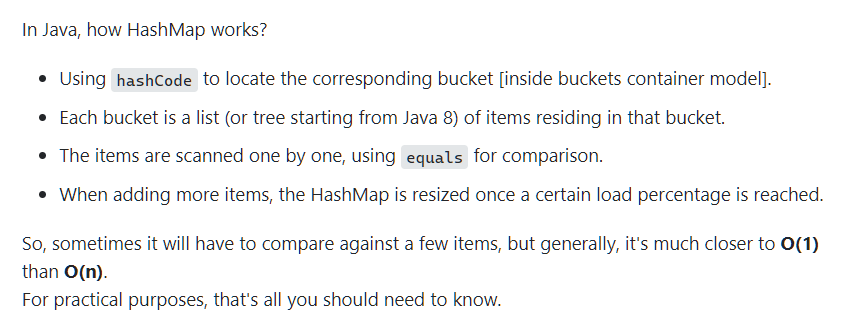 In Java, how HashMap works?
• Using hashCode to locate the corresponding bucket [inside buckets container model].
• Each bucket is a list (or tree starting from Java 8) of items residing in that bucket.
• The items are scanned one by one, using equals for comparison.
• When adding more items, the HashMap is resized once a certain load percentage is reached.
So, sometimes it will have to compare against a few items, but generally, it's much closer to O(1)
than O(n).
For practical purposes, that's all you should need to know.